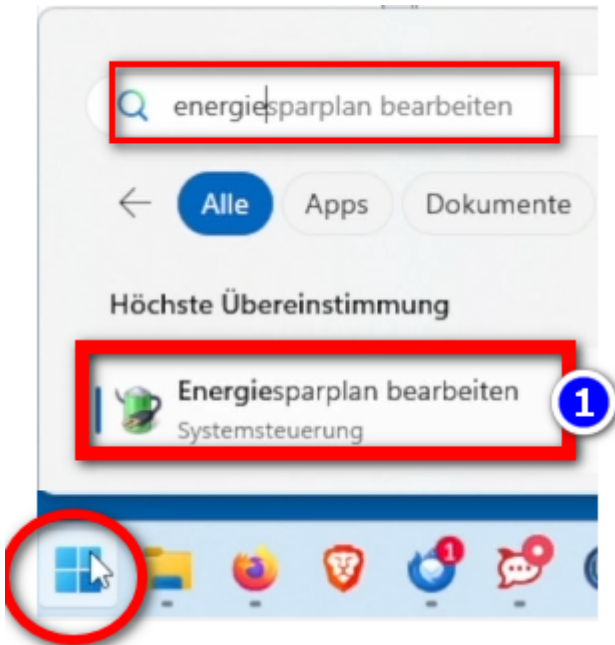 energiesparplan bearbeiten
Alle Apps Dokumente
Höchste Übereinstimmung
Energiesparplan bearbeiten
Systemsteuerung
1
1